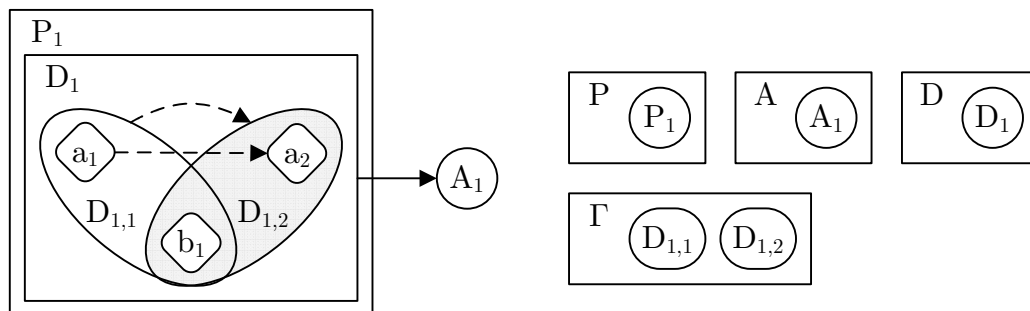 P₁
D₁
a₁
a₂
D₁,₁
D₁,₂
b₁
A₁
P
P₁
A
A₁
D
D₁
Γ
D₁,₁
D₁,₂